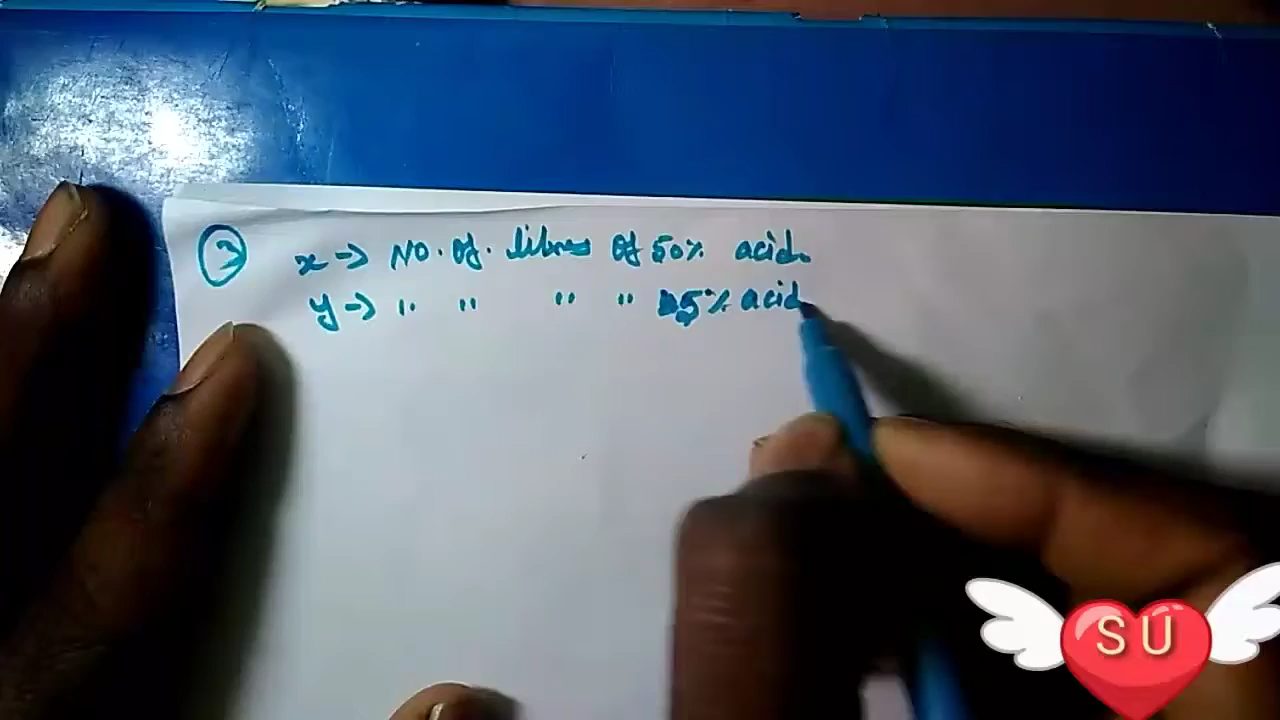 ③ x → No. Of. litres Of 50% acid.
y → " " " " 25% acid
SU